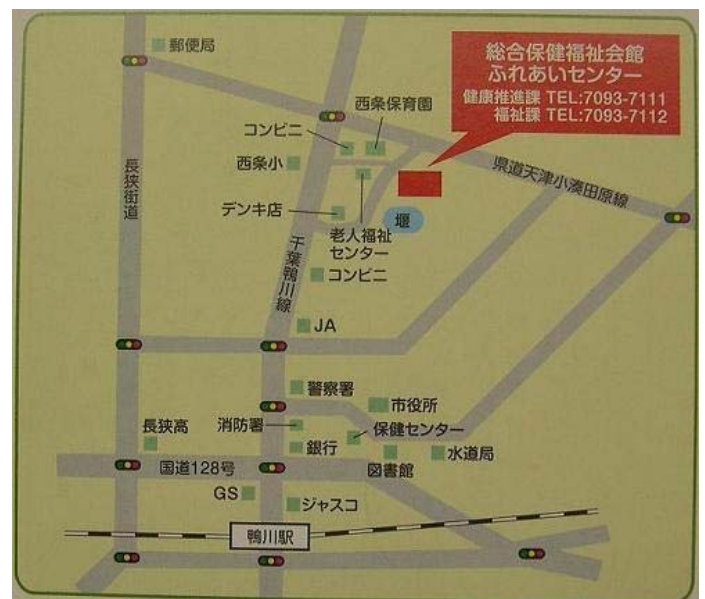 郵便局
総合保健福祉会館
ふれあいセンター
健康推進課 TEL:7093-7111
福祉課 TEL:7093-7112
西条保育園
コンビニ
西条小
長狭街道
県道天津小湊田原線
デンキ店
堰
老人福祉
センター
千葉鴨川線
コンビニ
JA
警察署
市役所
消防署
保健センター
長狭高
銀行
図書館
水道局
国道128号
GS
ジャスコ
鴨川駅